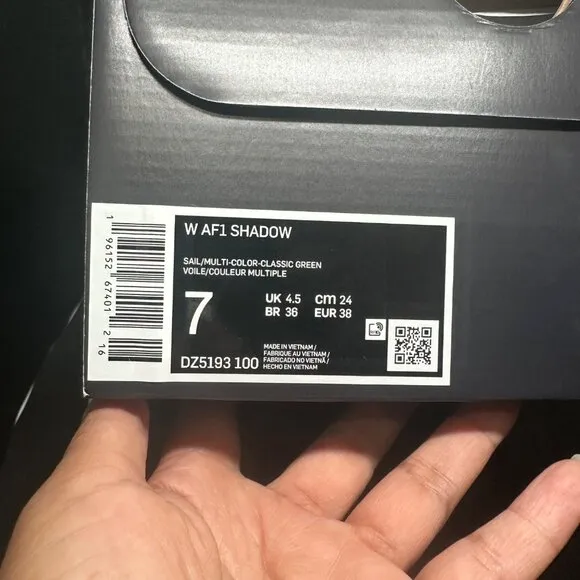 W AF1 SHADOW
SAIL/MULTI-COLOR-CLASSIC GREEN
VOILE/COULEUR MULTIPLE
7
UK 4.5 cm 24
BR 36 EUR 38
DZ5193 100
MADE IN VIETNAM /
FABRIQUE AU VIETNAM /
FABRICADO NO VIETNÃ /
HECHO EN VIETNAM
1 96152 67401 2 16